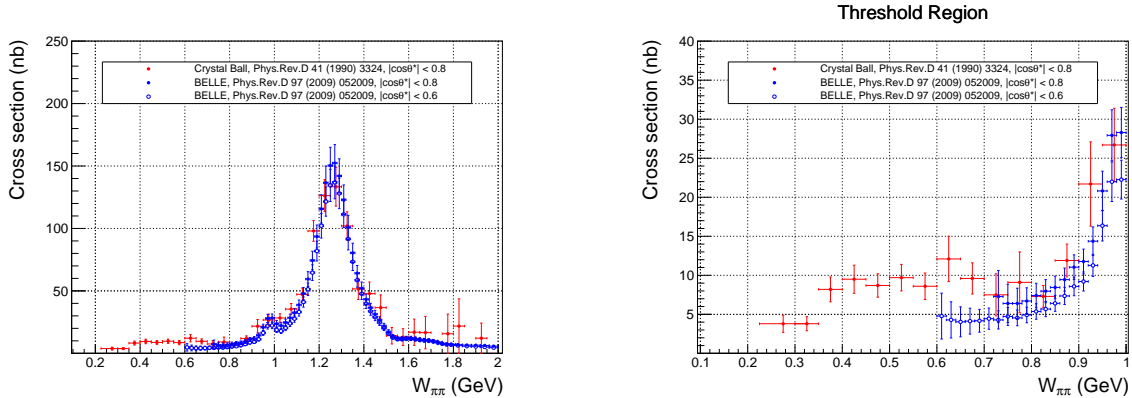 Threshold Region
Cross section (nb)
250
200
150
100
50
Crystal Ball, Phys.Rev.D 41 (1990) 3324, |cosθ*| < 0.8
BELLE, Phys.Rev.D 97 (2009) 052009, |cosθ*| < 0.8
BELLE, Phys.Rev.D 97 (2009) 052009, |cosθ*| < 0.6
0.2 0.4 0.6 0.8 1 1.2 1.4 1.6 1.8 2
Wππ (GeV)
Cross section (nb)
40
35
30
25
20
15
10
5
Crystal Ball, Phys.Rev.D 41 (1990) 3324, |cosθ*| < 0.8
BELLE, Phys.Rev.D 97 (2009) 052009, |cosθ*| < 0.8
BELLE, Phys.Rev.D 97 (2009) 052009, |cosθ*| < 0.6
0.1 0.2 0.3 0.4 0.5 0.6 0.7 0.8 0.9 1
Wππ (GeV)